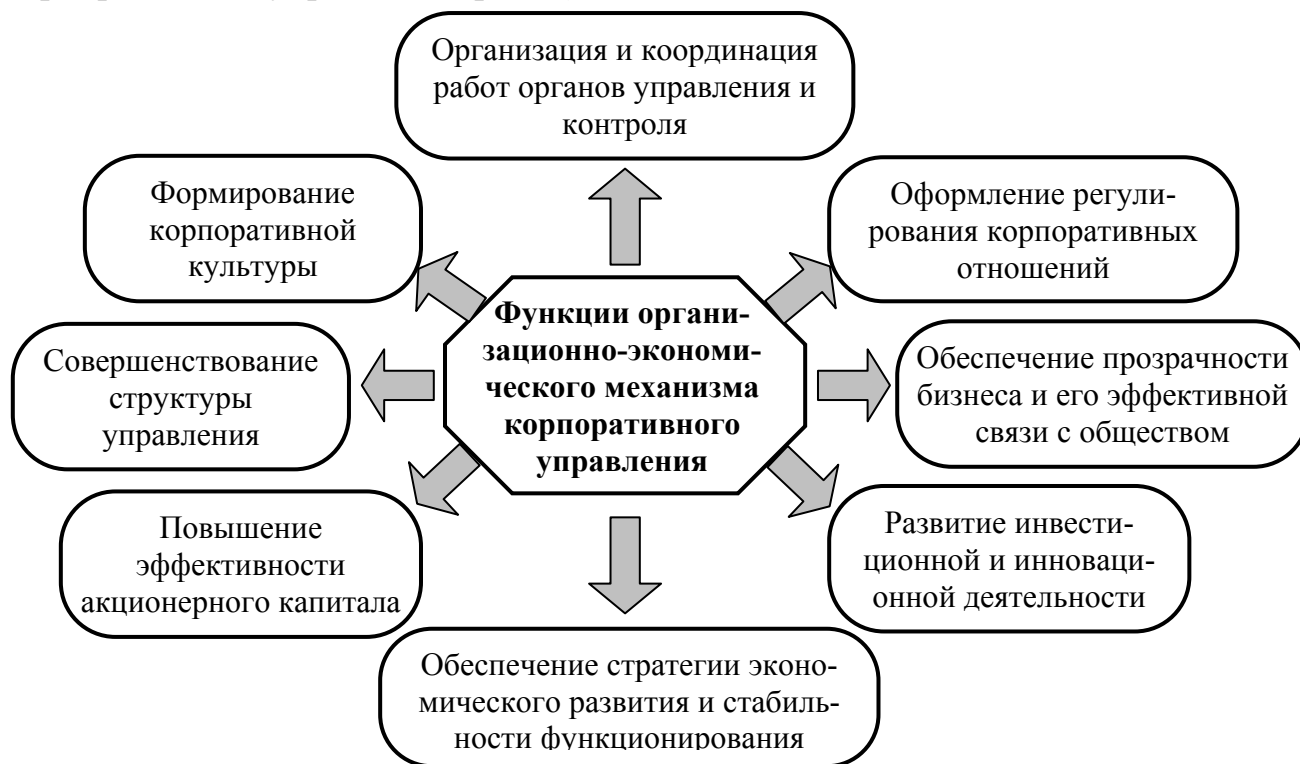 Организация и координация
работ органов управления и
контроля
Формирование
корпоративной
культуры
Оформление регули-
рования корпоративных
отношений
Функции органи-
зационно-экономи-
ческого механизма
корпоративного
управления
Совершенствование
структуры
управления
Обеспечение прозрачности
бизнеса и его эффективной
связи с обществом
Повышение
эффективности
акционерного капитала
Развитие инвести-
ционной и инноваци-
онной деятельности
Обеспечение стратегии эконо-
мического развития и стабиль-
ности функционирования